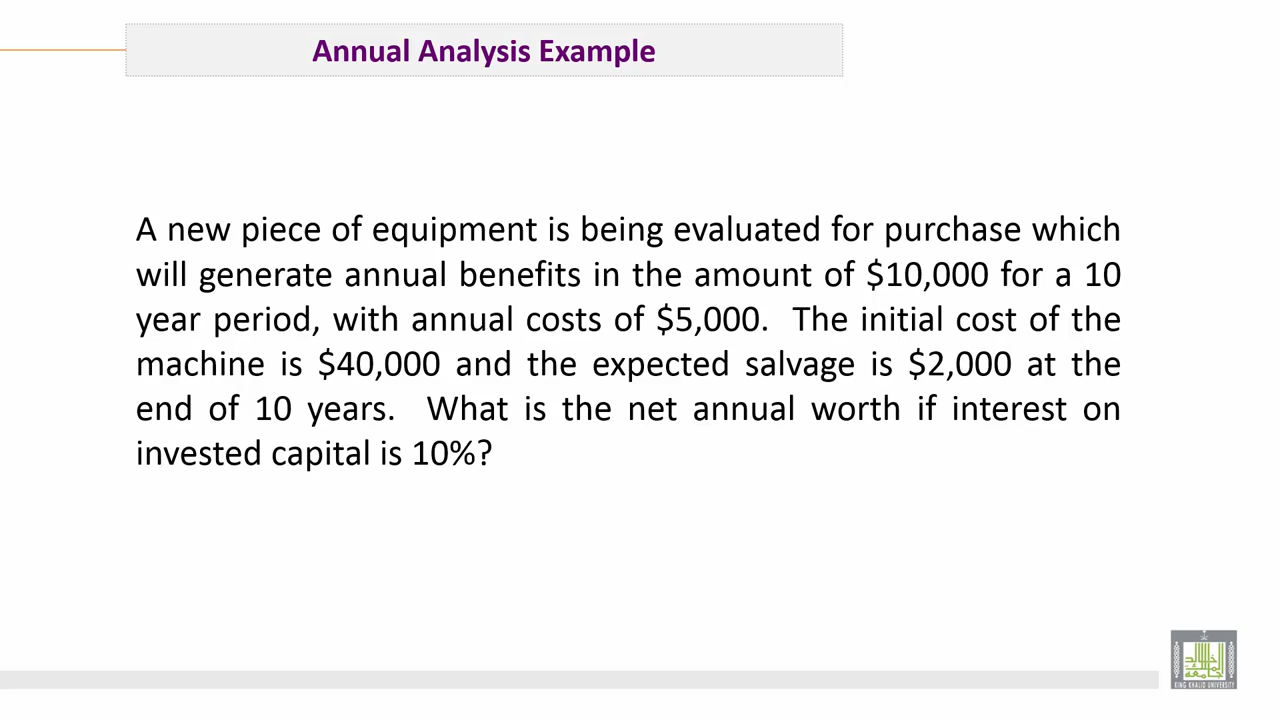 Annual Analysis Example
A new piece of equipment is being evaluated for purchase which
will generate annual benefits in the amount of $10,000 for a 10
year period, with annual costs of $5,000.  The initial cost of the
machine is $40,000 and the expected salvage is $2,000 at the
end of 10 years.  What is the net annual worth if interest on
invested capital is 10%?
KING KHALID UNIVERSITY